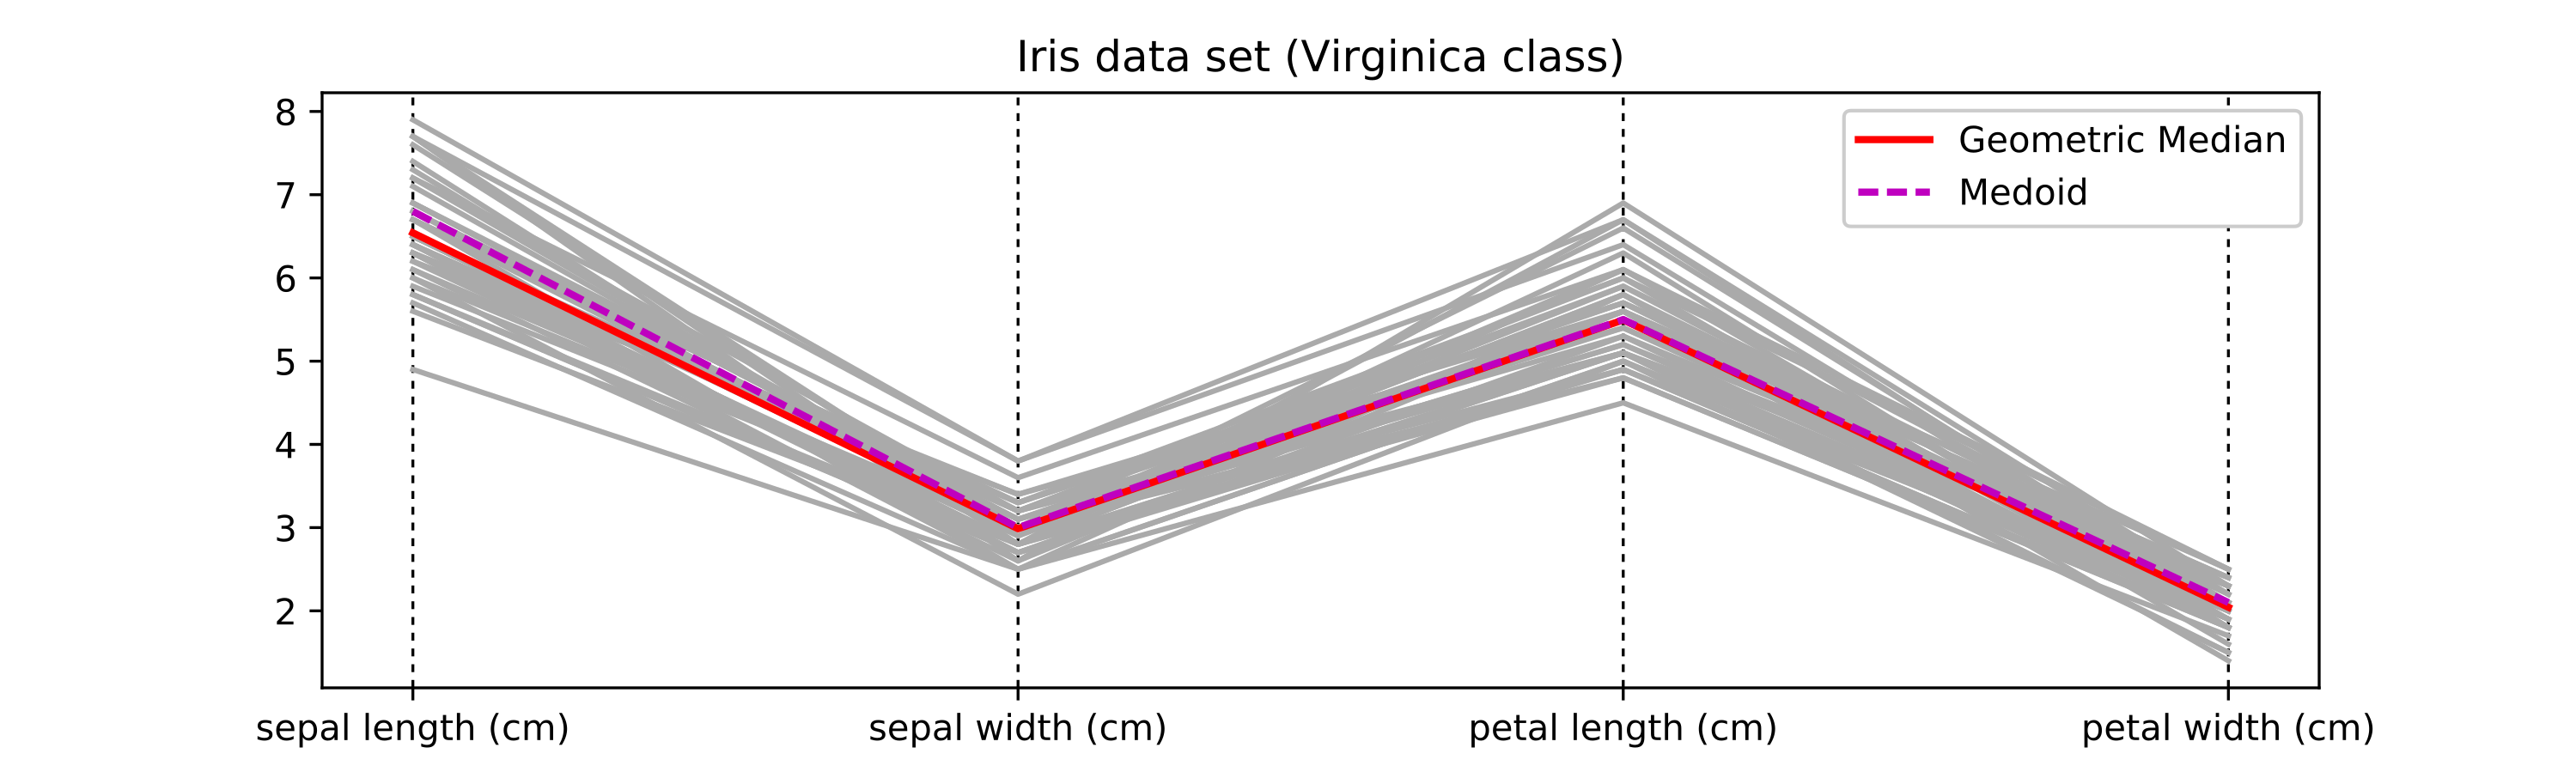 Iris data set (Virginica class)
8
7
6
5
4
3
2
Geometric Median
Medoid
sepal length (cm)
sepal width (cm)
petal length (cm)
petal width (cm)